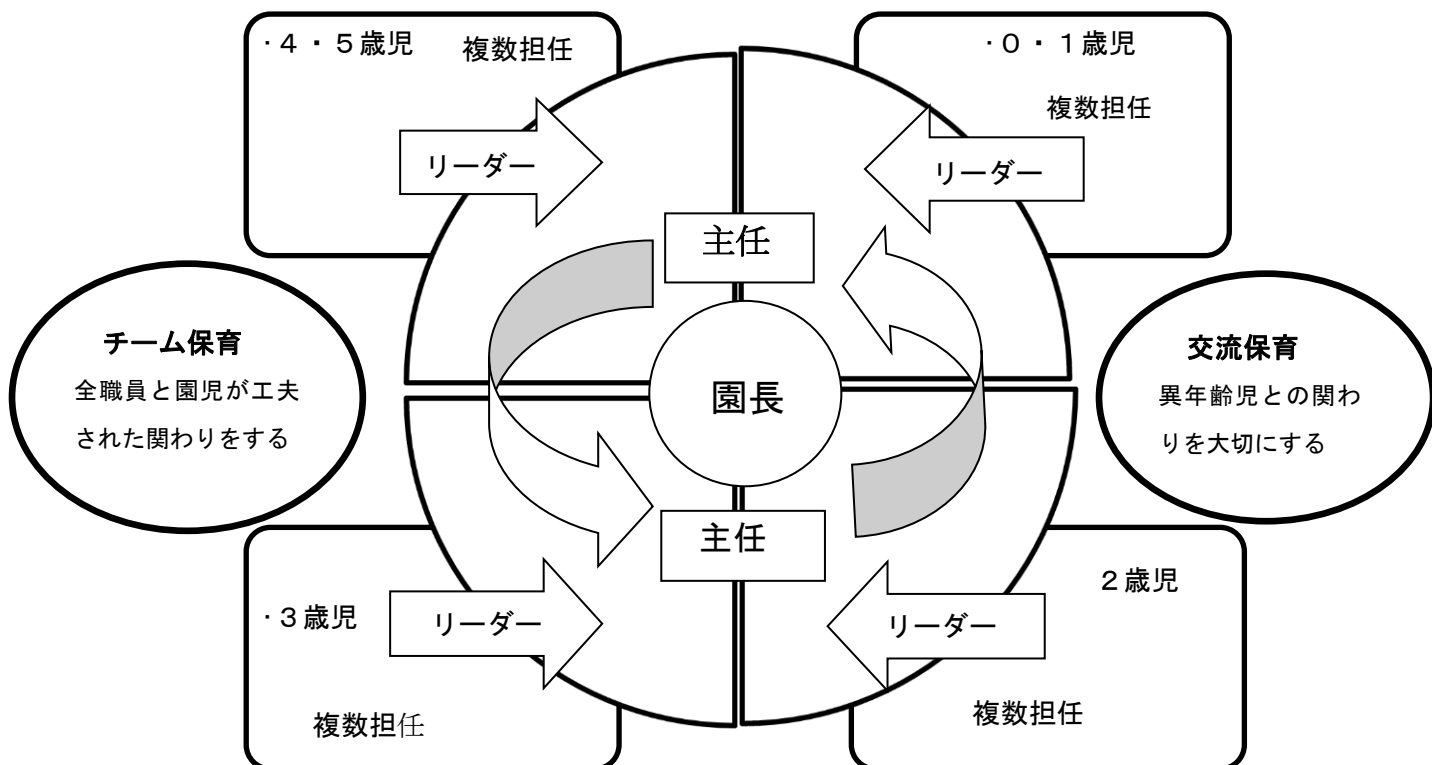 ·４・５歳児 複数担任
·０・１歳児
複数担任
リーダー
リーダー
主任
チーム保育
全職員と園児が工夫
された関わりをする
園長
交流保育
異年齢児との関わ
りを大切にする
主任
·３歳児
リーダー
リーダー
２歳児
複数担任
複数担任